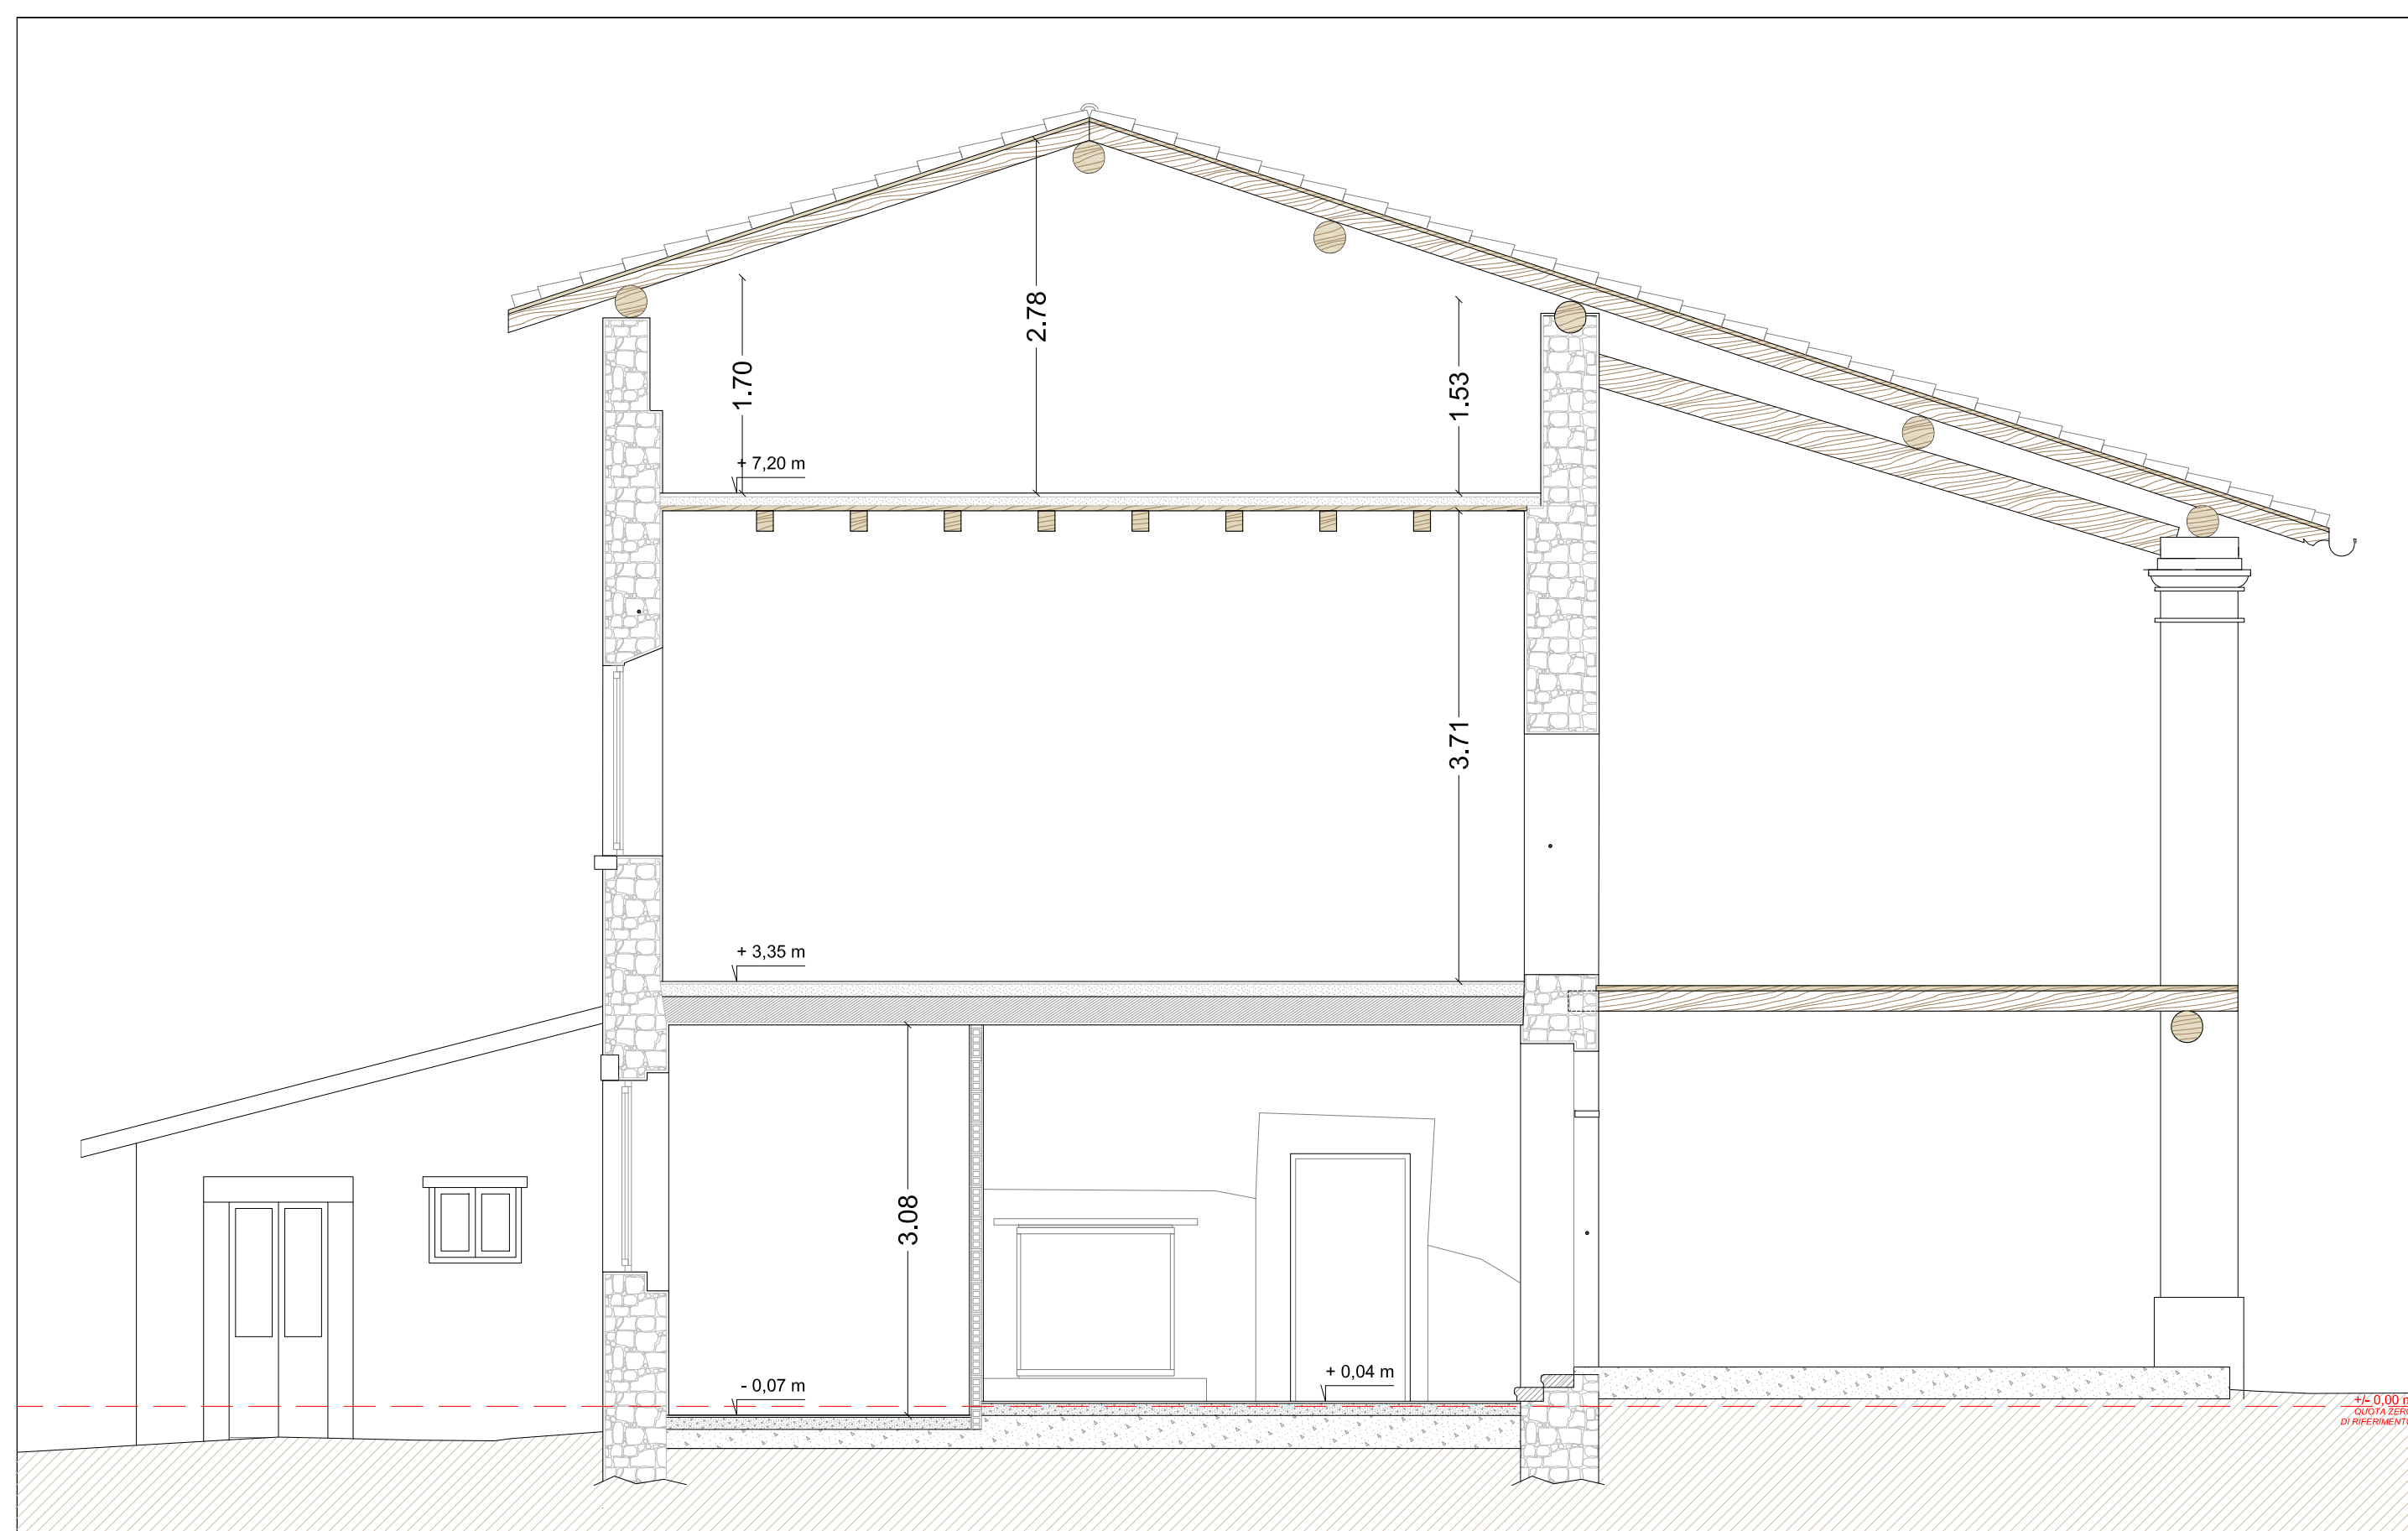 2.78
1.70
1.53
+ 7,20 m
3.71
+ 3,35 m
3.08
- 0,07 m
+ 0,04 m
+/- 0,00 m
QUOTA ZERO
DI RIFERIMENTO